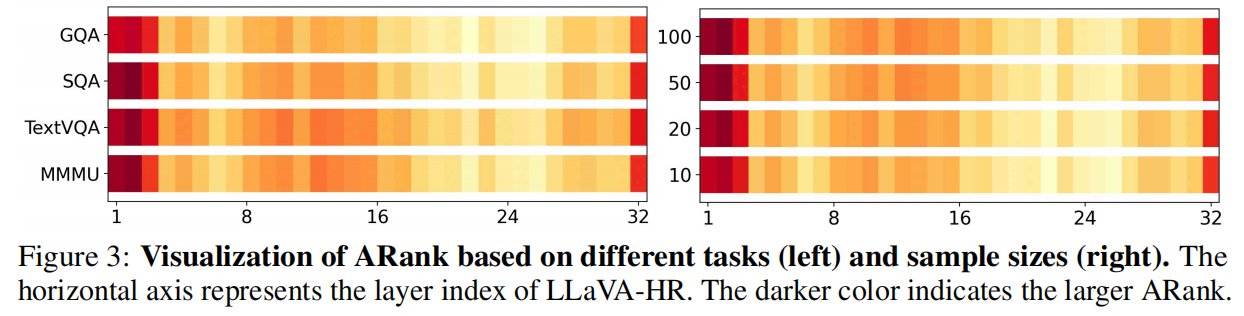 GQA
SQA
TextVQA
MMMU
1 8 16 24 32
100
50
20
10
1 8 16 24 32
Figure 3: Visualization of ARank based on different tasks (left) and sample sizes (right). The
horizontal axis represents the layer index of LLaVA-HR. The darker color indicates the larger ARank.